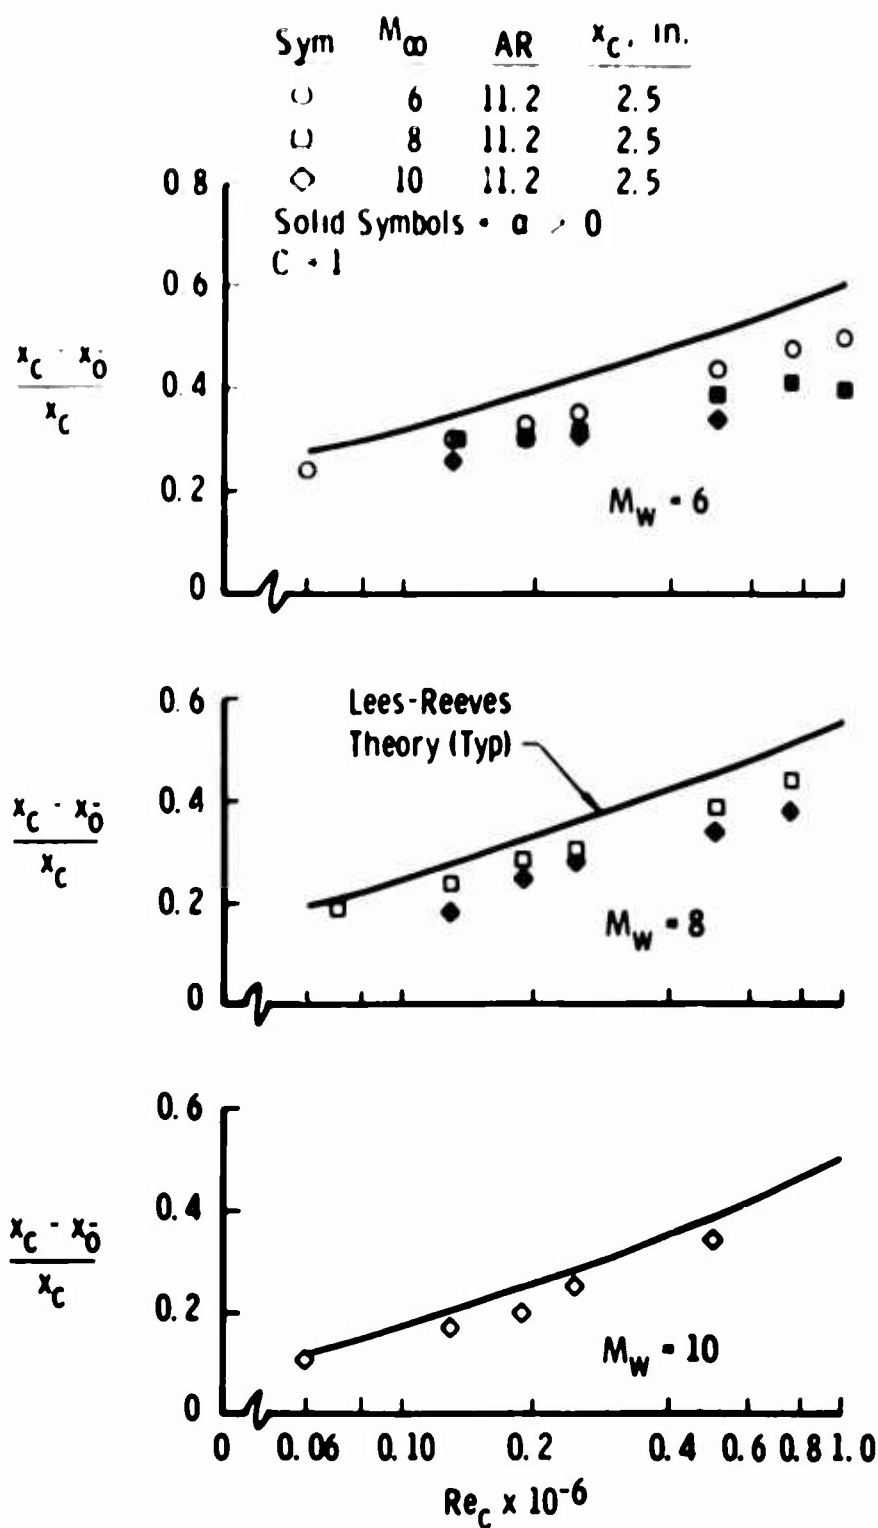 Sym M∞ AR x_C, in.
○ 6 11.2 2.5
□ 8 11.2 2.5
◇ 10 11.2 2.5
Solid Symbols = α > 0
C = 1
0.8
0.6
0.4
0.2
0
x_C - x_0^-
x_C
M_W = 6
0.6
0.4
0.2
0
x_C - x_0^-
x_C
Lees-Reeves
Theory (Typ)
M_W = 8
0.6
0.4
0.2
0
x_C - x_0^-
x_C
M_W = 10
0 0.06 0.10 0.2 0.4 0.6 0.8 1.0
Re_C x 10^-6